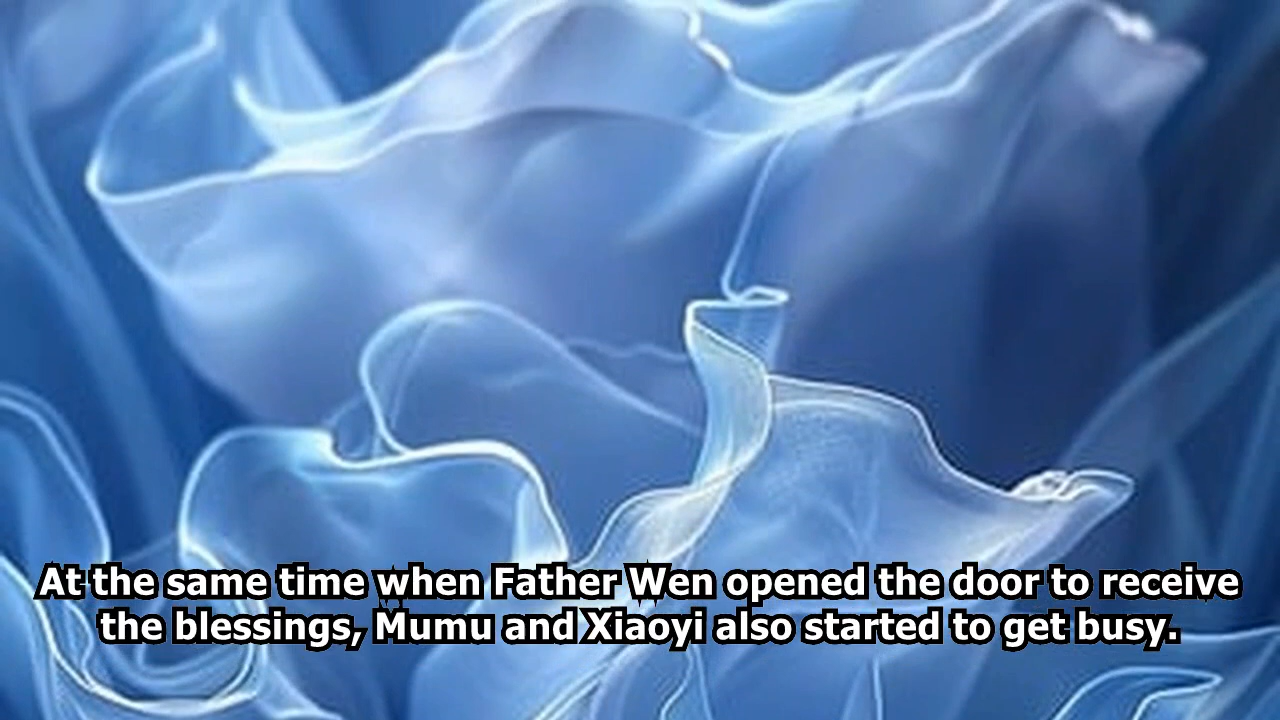 At the same time when Father Wen opened the door to receive
the blessings, Mumu and Xiaoyi also started to get busy.